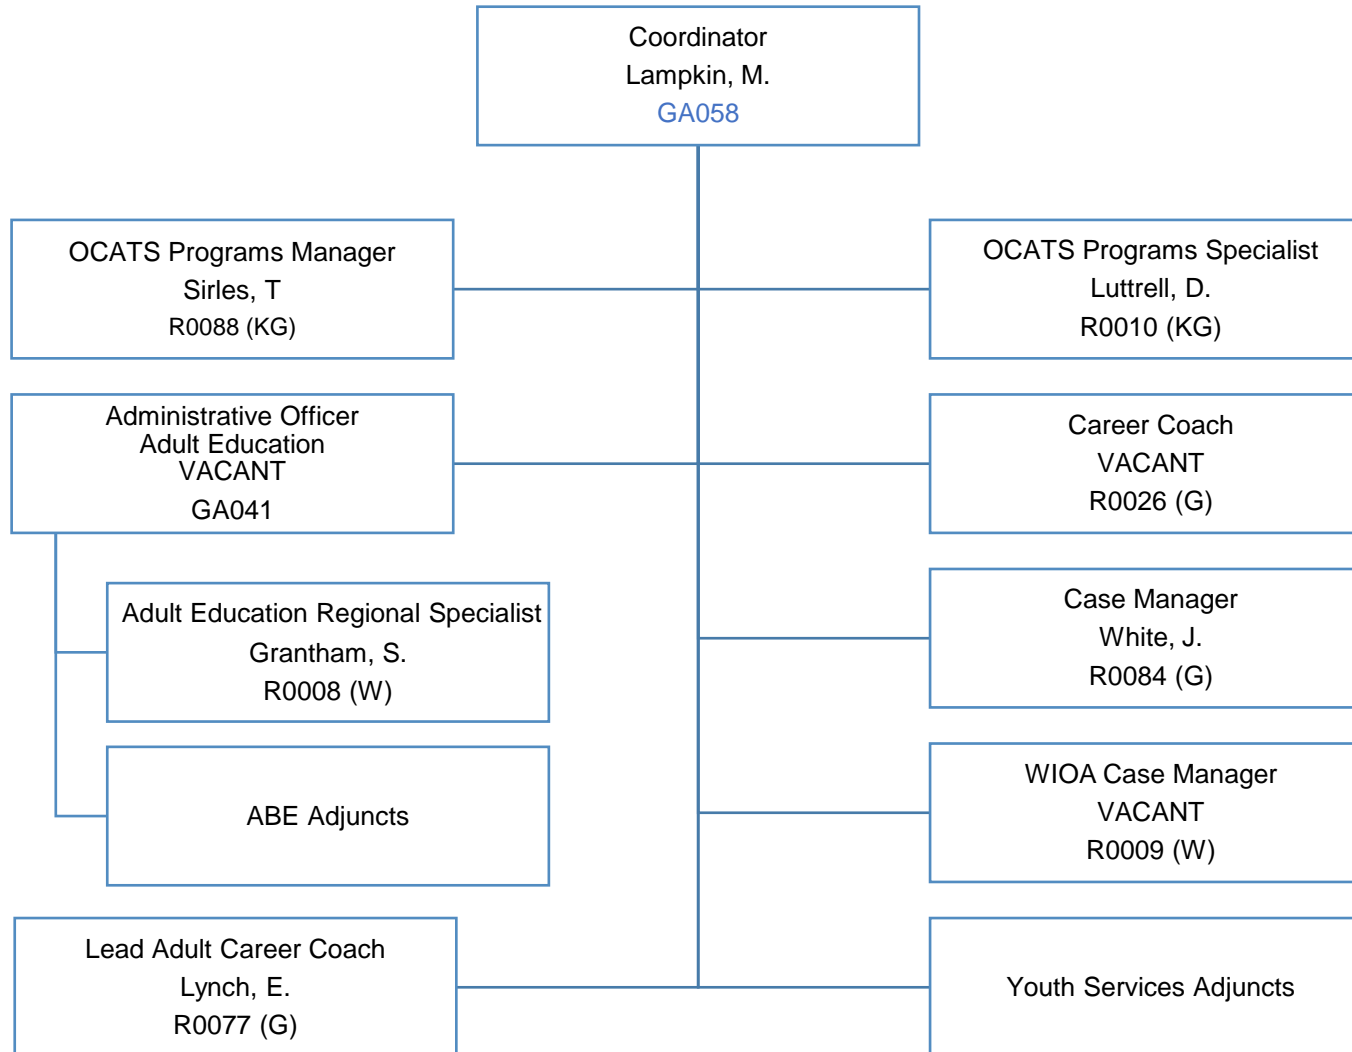 Coordinator
Lampkin, M.
GA058
OCATS Programs Manager
Sirles, T
R0088 (KG)
OCATS Programs Specialist
Luttrell, D.
R0010 (KG)
Administrative Officer
Adult Education
VACANT
GA041
Career Coach
VACANT
R0026 (G)
Adult Education Regional Specialist
Grantham, S.
R0008 (W)
Case Manager
White, J.
R0084 (G)
ABE Adjuncts
WIOA Case Manager
VACANT
R0009 (W)
Lead Adult Career Coach
Lynch, E.
R0077 (G)
Youth Services Adjuncts